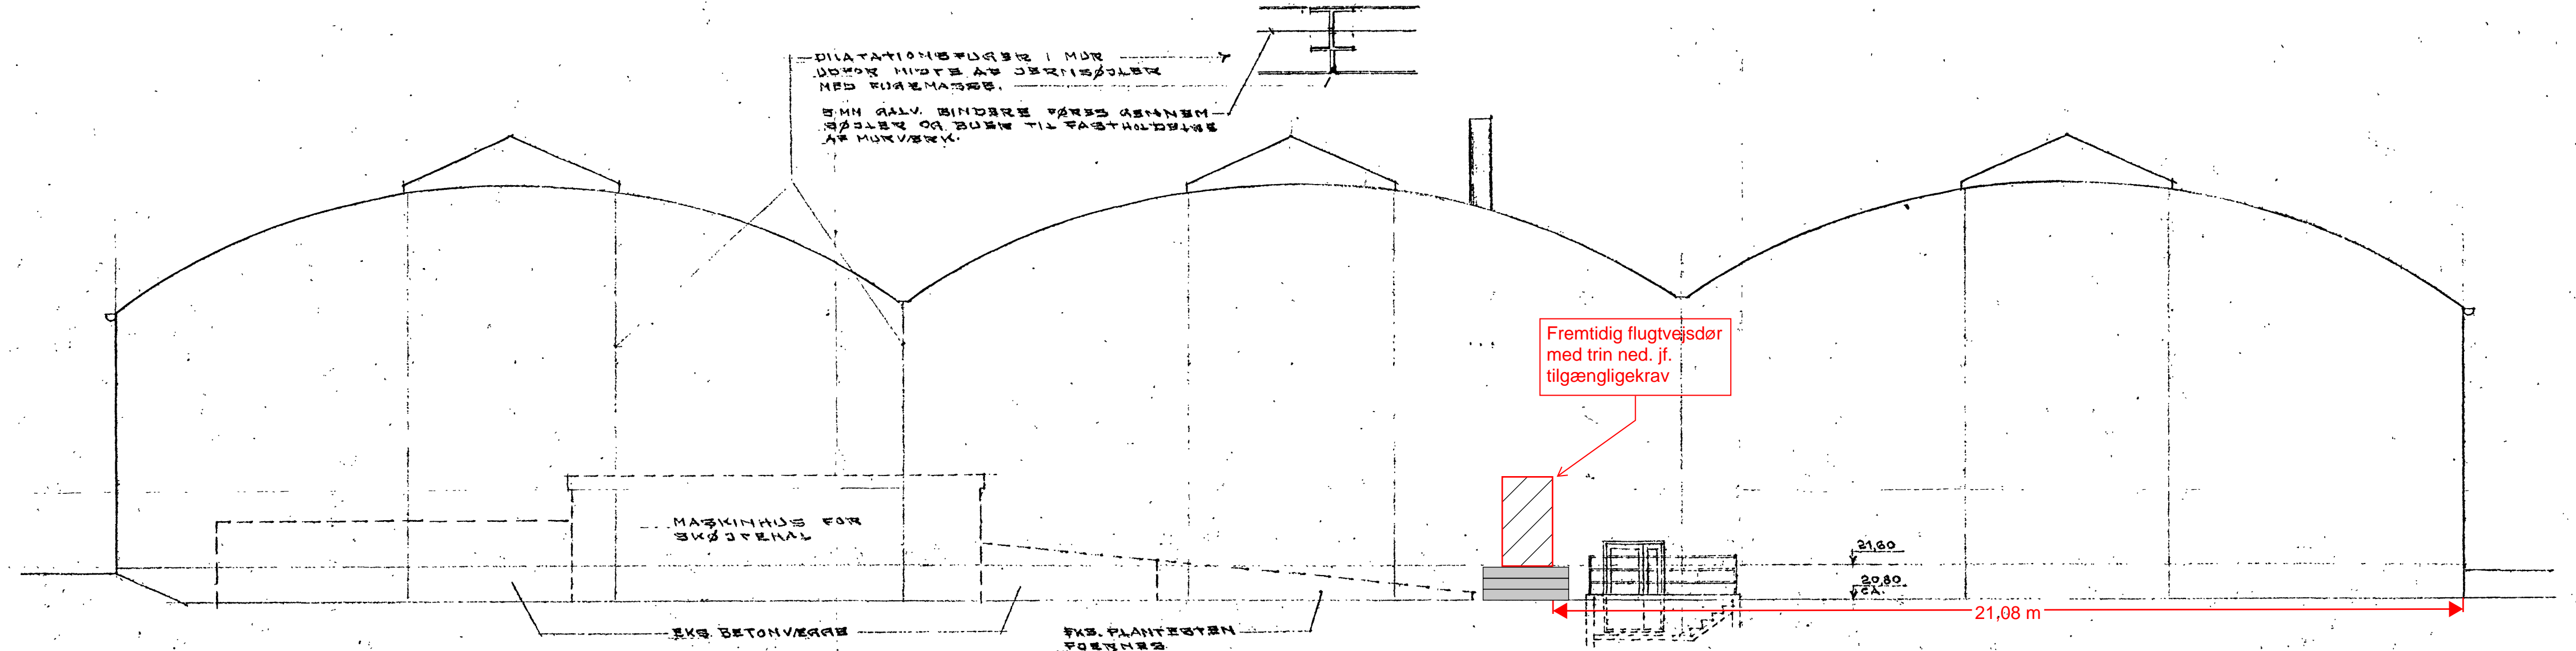 DILATATIONSFUGER I MUR
UDFOR MIDTE AF JERNSØJLER
MED FUGEMASSE.
5 MM GALV. BINDERE FØRES GENNEM
SØJLER OG BUER TIL FASTHOLDELSE
AF MURVÆRK.
Fremtidig flugtvejsdør
med trin ned. jf.
tilgængligekrav
MASKINHUS FOR
SKØJTEHAL
21,60
20,80
CA.
21,08 m
EKS. BETONVÆGGE
EKS. PLANTESTEN
FJERNES